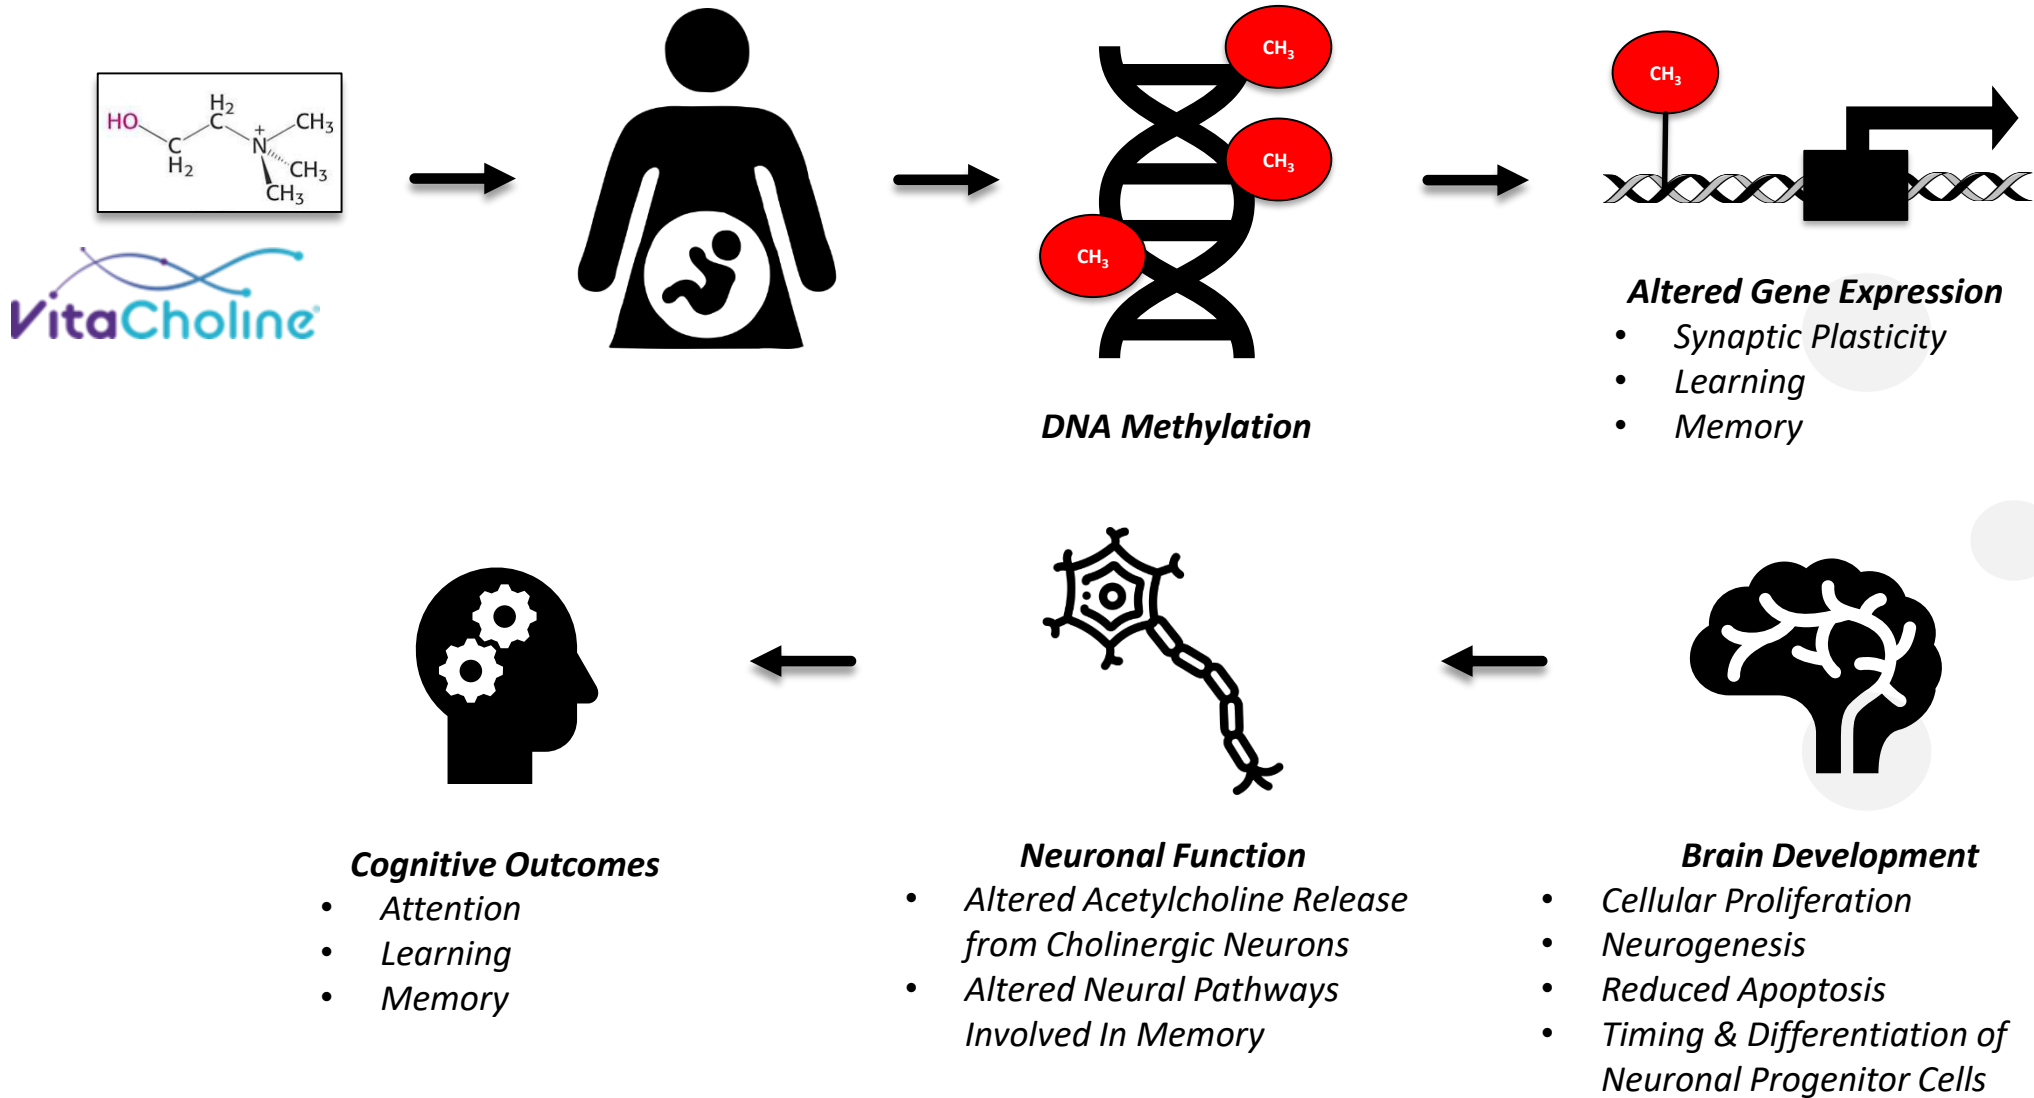 HO
C
H2
C
H2
N
+
CH3
CH3
CH3
VitaCholine®
CH3
CH3
CH3
CH3
DNA Methylation
Altered Gene Expression
• Synaptic Plasticity
• Learning
• Memory
Cognitive Outcomes
• Attention
• Learning
• Memory
Neuronal Function
• Altered Acetylcholine Release
from Cholinergic Neurons
• Altered Neural Pathways
Involved In Memory
Brain Development
• Cellular Proliferation
• Neurogenesis
• Reduced Apoptosis
• Timing & Differentiation of
Neuronal Progenitor Cells